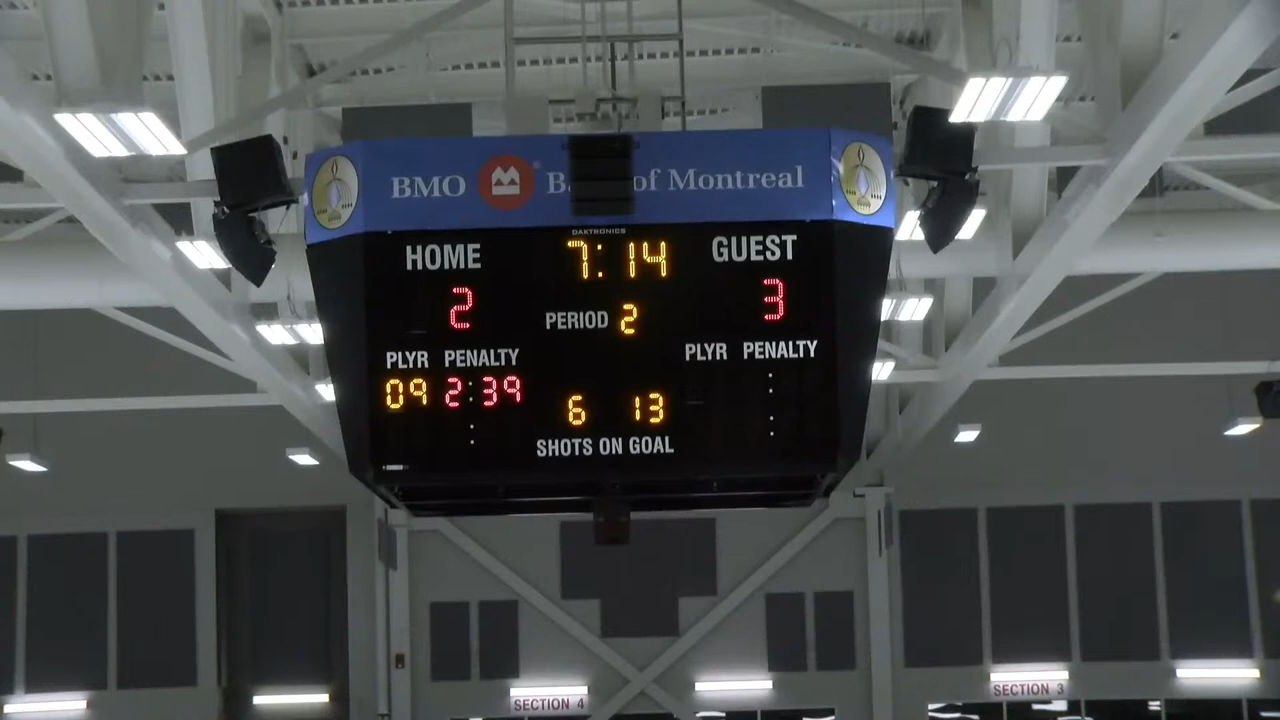 BMO ® B of Montreal
DAKTRONICS
HOME 7:14 GUEST
2 PERIOD 2 3
PLYR PENALTY PLYR PENALTY
09 2:39 6 13 :
: :
SHOTS ON GOAL
SECTION 4
SECTION 3